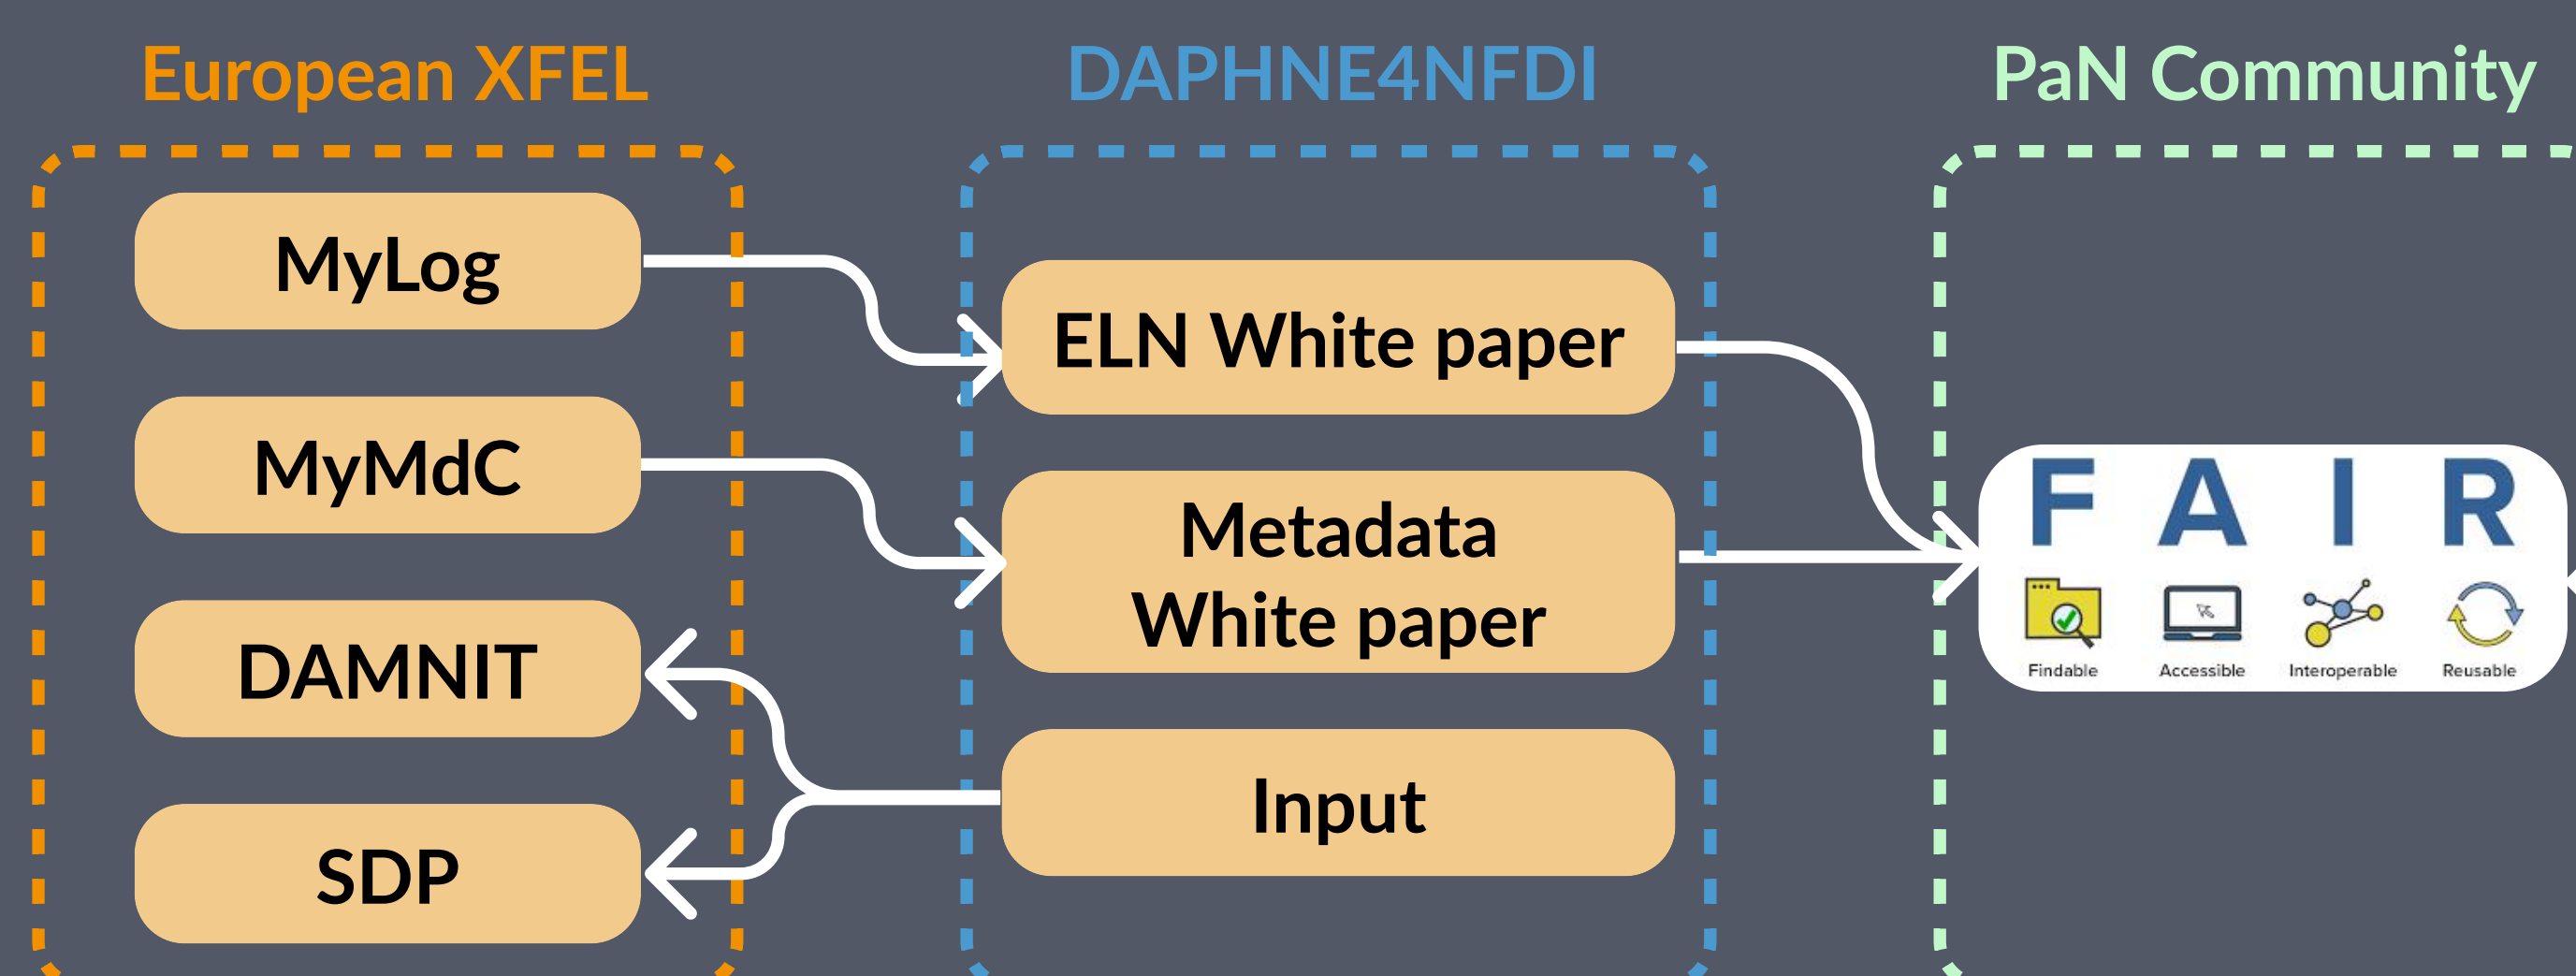 European XFEL
DAPHNE4NFDI
PaN Community
MyLog
MyMdC
DAMNIT
SDP
ELN White paper
Metadata
White paper
Input
F A I R
Findable Accessible Interoperable Reusable